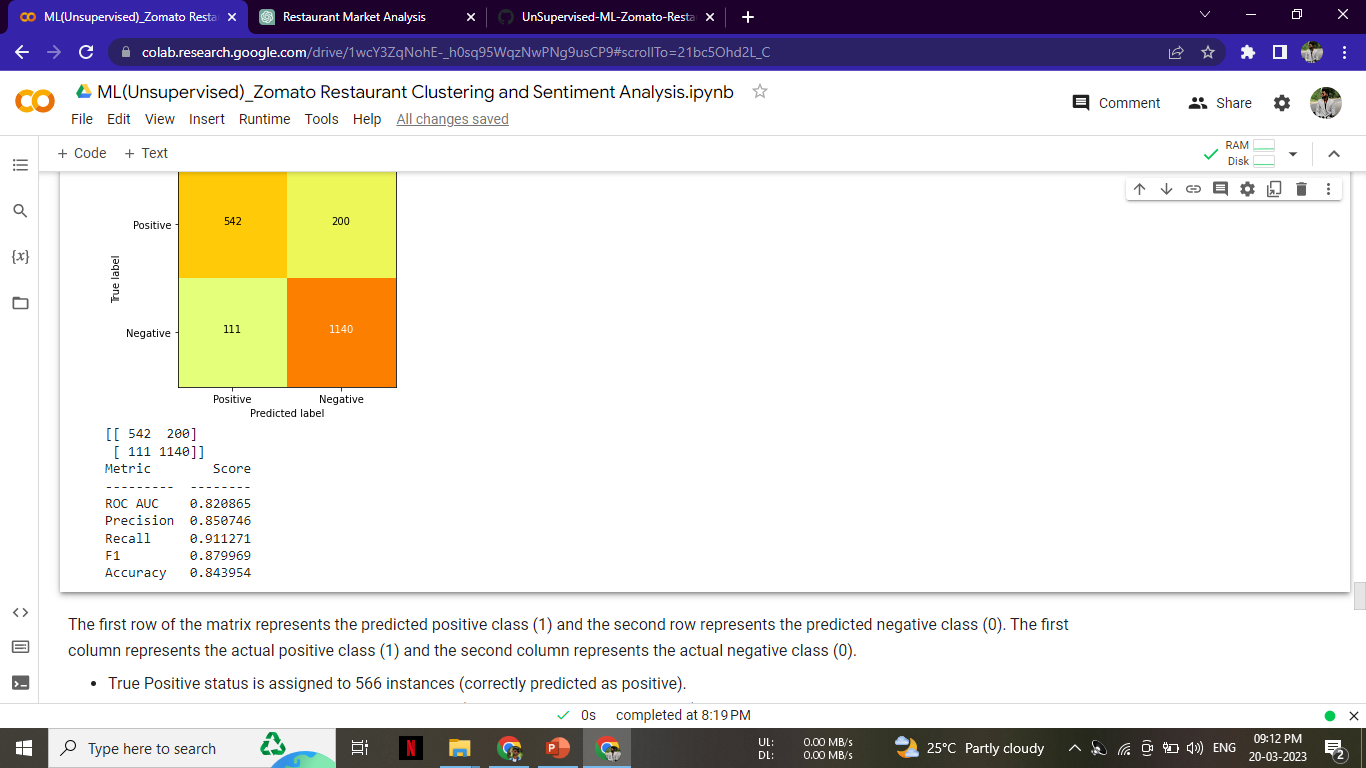 ML(Unsupervised)_Zomato Resta
Restaurant Market Analysis
UnSupervised-ML-Zomato-Resta
colab.research.google.com/drive/1wcY3ZqNohE-_h0sq95WqzNwPNg9usCP9#scrollTo=21bc5Ohd2L_C
ML(Unsupervised)_Zomato Restaurant Clustering and Sentiment Analysis.ipynb
Comment
Share
File Edit View Insert Runtime Tools Help All changes saved
+ Code + Text
RAM
Disk
{x}
Positive
542
200
True label
Negative
111
1140
Positive Negative
Predicted label
[[ 542  200]
[ 111 1140]]
Metric Score
--------- --------
ROC AUC 0.820865
Precision 0.850746
Recall 0.911271
F1 0.879969
Accuracy 0.843954
The first row of the matrix represents the predicted positive class (1) and the second row represents the predicted negative class (0). The first
column represents the actual positive class (1) and the second column represents the actual negative class (0).
• True Positive status is assigned to 566 instances (correctly predicted as positive).
0s completed at 8:19 PM
Type here to search
N
P
UL: 0.00 MB/s
DL: 0.00 MB/s
25°C Partly cloudy
ENG
09:12 PM
20-03-2023
2